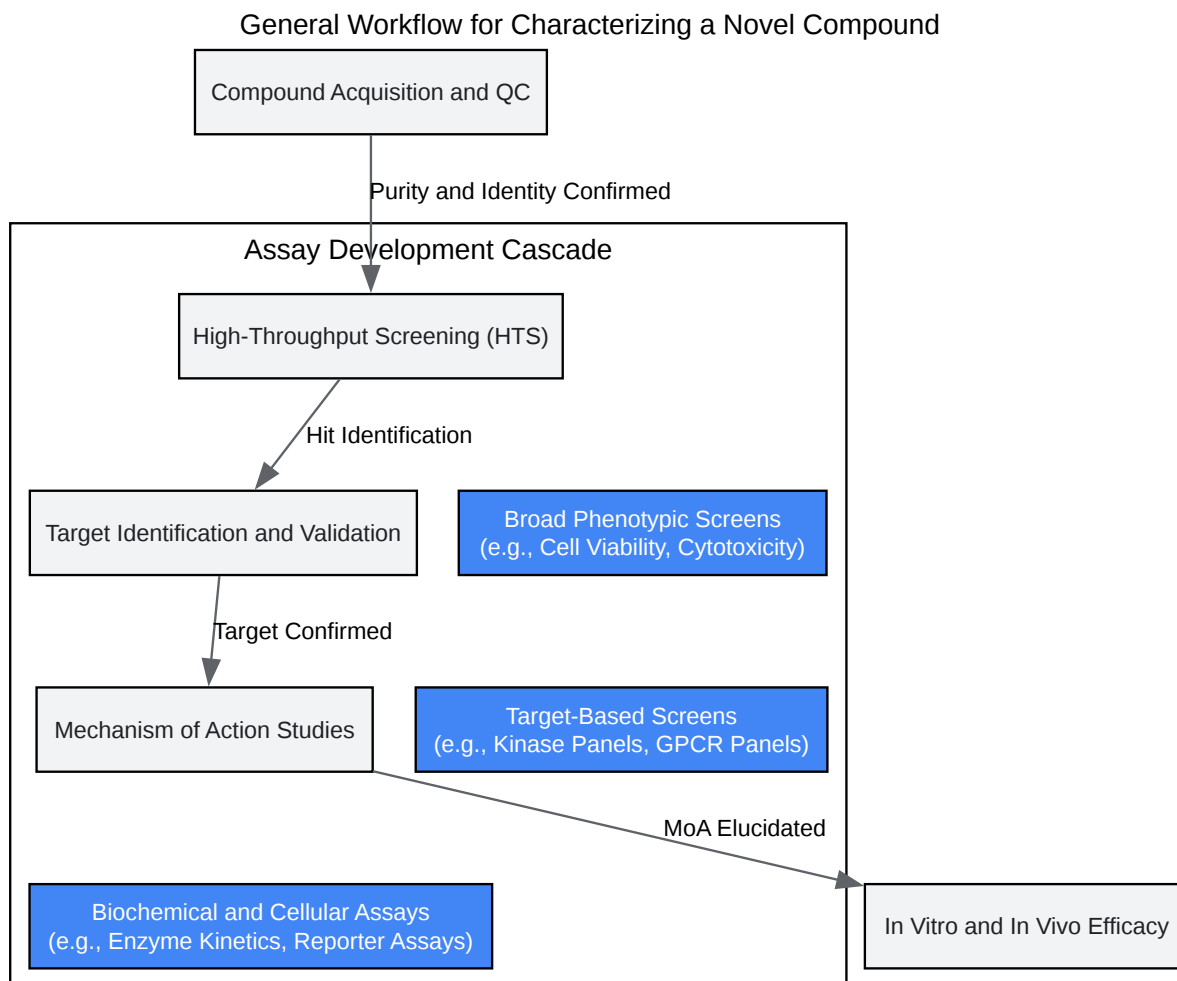 General Workflow for Characterizing a Novel Compound
Compound Acquisition and QC
Purity and Identity Confirmed
Assay Development Cascade
High-Throughput Screening (HTS)
Hit Identification
Target Identification and Validation
Broad Phenotypic Screens
(e.g., Cell Viability, Cytotoxicity)
Target Confirmed
Mechanism of Action Studies
Target-Based Screens
(e.g., Kinase Panels, GPCR Panels)
MoA Elucidated
Biochemical and Cellular Assays
(e.g., Enzyme Kinetics, Reporter Assays)
In Vitro and In Vivo Efficacy